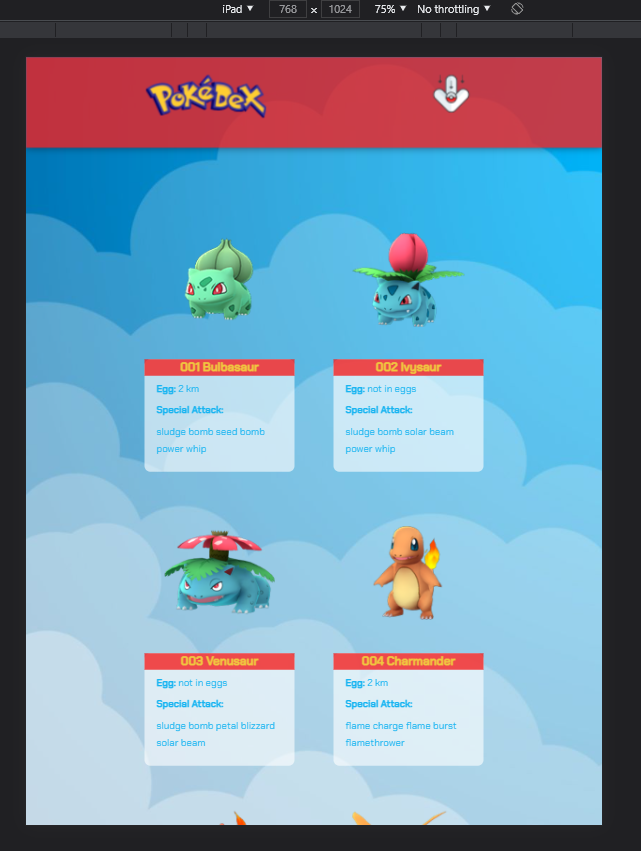 iPad ▼ 768 × 1024 75% ▼ No throttling ▼
PoKéDeX
001 Bulbasaur
Egg: 2 km
Special Attack:
sludge bomb seed bomb
power whip
002 Ivysaur
Egg: not in eggs
Special Attack:
sludge bomb solar beam
power whip
003 Venusaur
Egg: not in eggs
Special Attack:
sludge bomb petal blizzard
solar beam
004 Charmander
Egg: 2 km
Special Attack:
flame charge flame burst
flamethrower